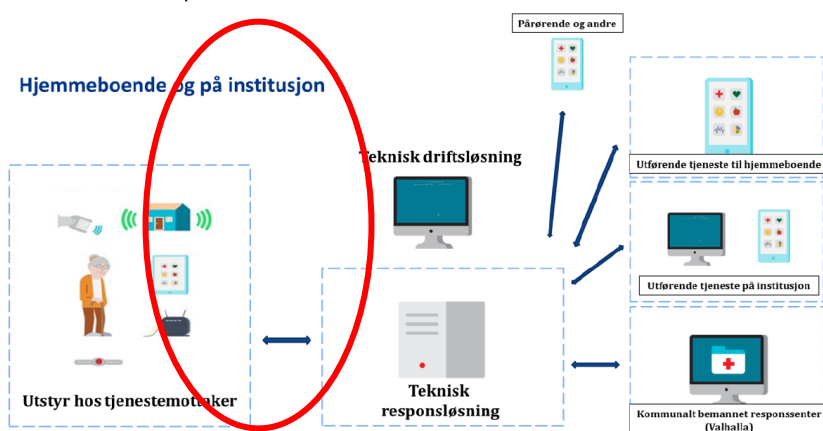 Pårørende og andre
Hjemmeboende og på institusjon
Teknisk driftsløsning
Utførende tjeneste til hjemmeboende
Utførende tjeneste på institusjon
Utstyr hos tjenestemottaker
Teknisk
responsløsning
Kommunalt bemannet responssenter
(Valhalla)